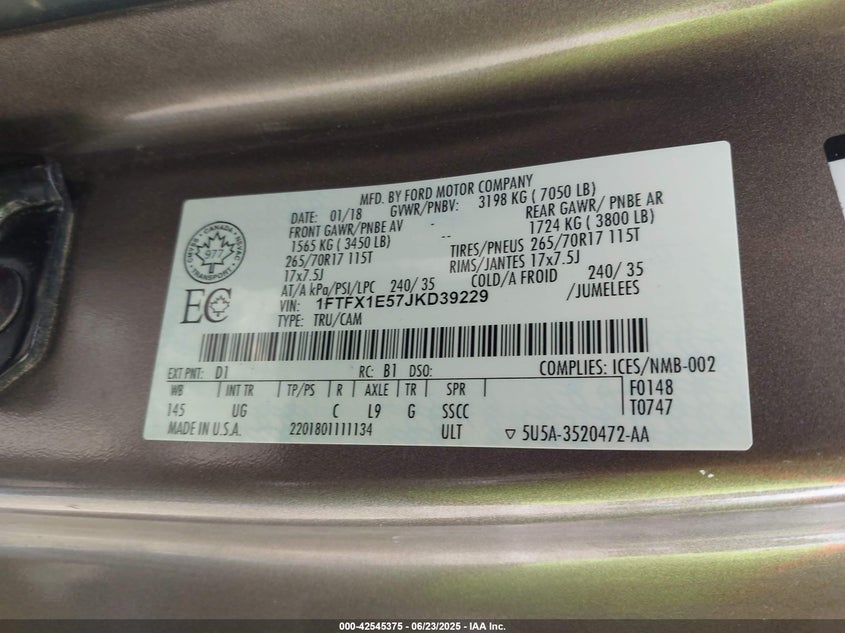 MFD. BY FORD MOTOR COMPANY
DATE: 01/18 GVWR/PNBV: 3198 KG ( 7050 LB)
FRONT GAWR/PNBE AV - REAR GAWR/ PNBE AR
1565 KG ( 3450 LB) -- 1724 KG ( 3800 LB)
265/70R17 115T TIRES/PNEUS 265/70R17 115T
17x7.5J RIMS/JANTES 17x7.5J
AT/A kPa/PSI/LPC 240/ 35 COLD/A FROID 240/ 35
VIN: 1FTFX1E57JKD39229 /JUMELEES
TYPE: TRU/CAM
CANADA
977
TRANSPORT
EC
EXT PNT: D1 RC: B1 DSO: COMPLIES: ICES/NMB-002
WB INT TR TP/PS R AXLE TR SPR F0148
145 UG C L9 G SSCC T0747
MADE IN U.S.A. 2201801111134 ULT ▽ 5U5A-3520472-AA
000-42545375 - 06/23/2025 - IAA Inc.